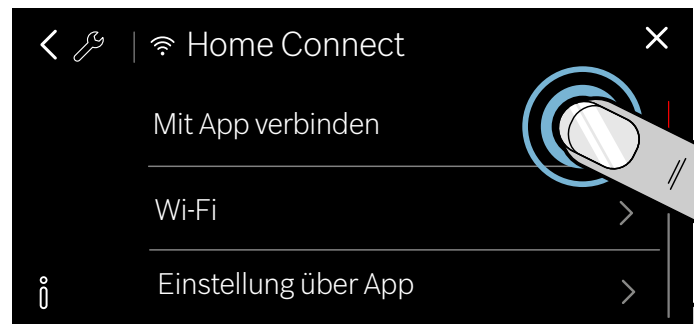 Home Connect
Mit App verbinden
Wi-Fi
Einstellung über App